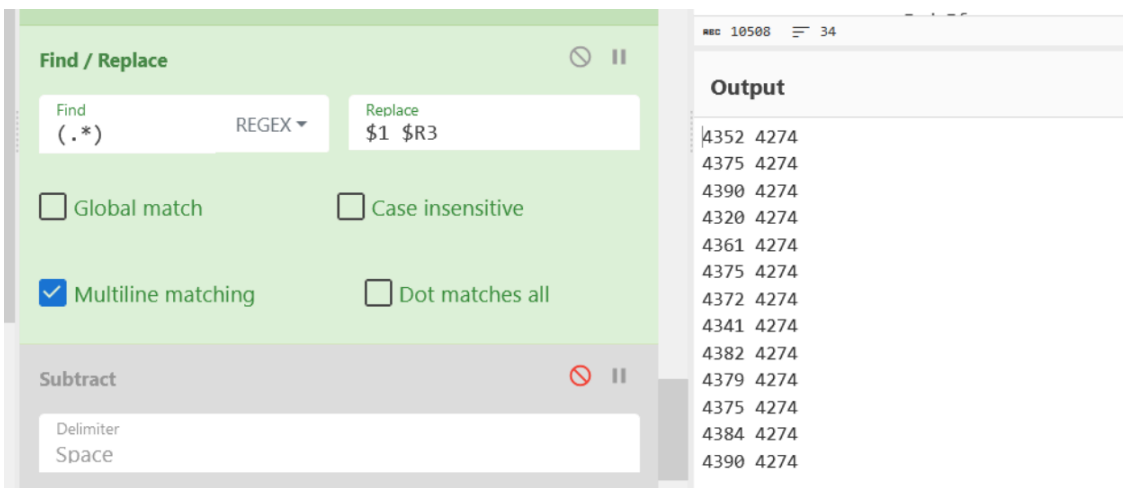 Find / Replace
Find
(.*)
REGEX
Replace
$1 $R3
Global match
Case insensitive
Multiline matching
Dot matches all
Subtract
Delimiter
Space
REC 10508 34
Output
4352 4274
4375 4274
4390 4274
4320 4274
4361 4274
4375 4274
4372 4274
4341 4274
4382 4274
4379 4274
4375 4274
4384 4274
4390 4274